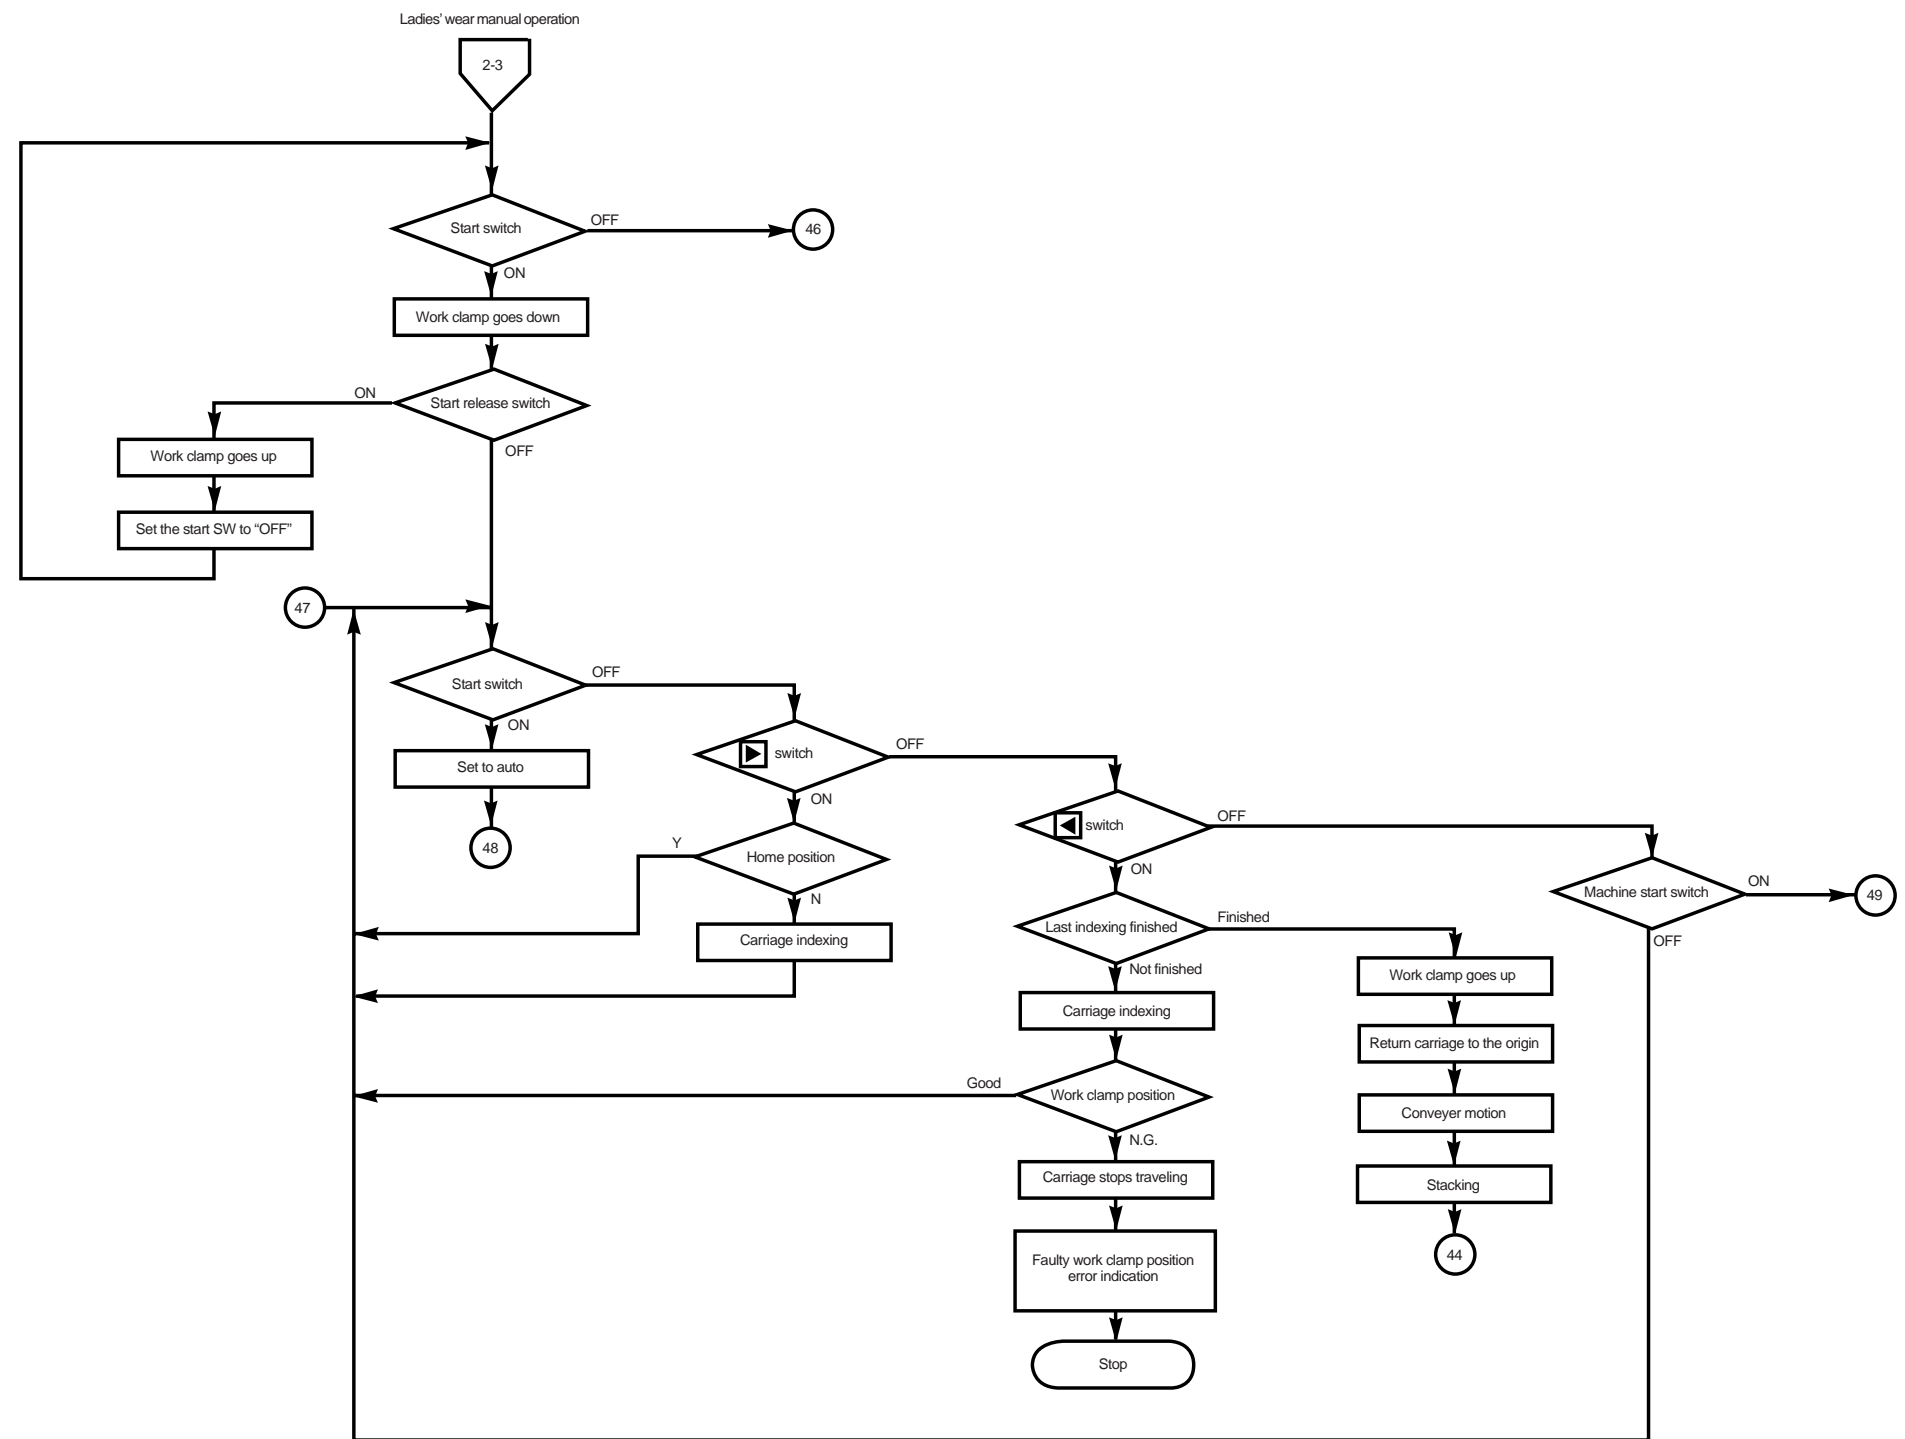 Ladies' wear manual operation
2-3
Start switch
OFF
46
ON
Work clamp goes down
ON
Start release switch
OFF
Work clamp goes up
Set the start SW to “OFF”
47
Start switch
OFF
ON
Set to auto
48
switch
OFF
ON
Y
Home position
N
Carriage indexing
switch
OFF
ON
Machine start switch
ON
49
OFF
Last indexing finished
Finished
Not finished
Carriage indexing
Good
Work clamp position
N.G.
Carriage stops traveling
Faulty work clamp position
error indication
Stop
Work clamp goes up
Return carriage to the origin
Conveyer motion
Stacking
44